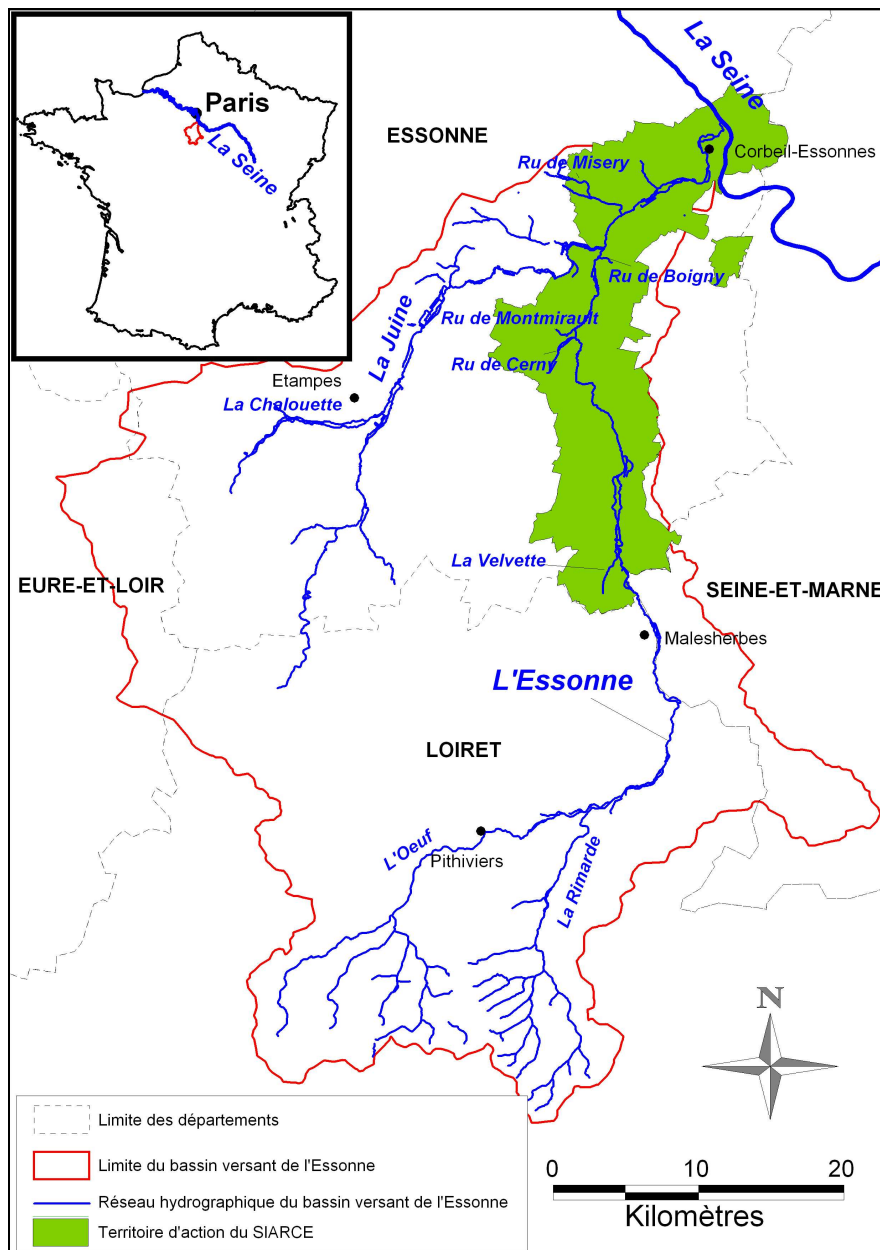 Paris
La Seine
La Seine
ESSONNE
Corbeil-Essonnes
Ru de Misery
Ru de Boigny
Ru de Montmirault
La Juine
Ru de Cerny
Etampes
La Chalouette
La Velvette
EURE-ET-LOIR
SEINE-ET-MARNE
Malesherbes
L'Essonne
LOIRET
L'Oeuf
Pithiviers
La Rimarde
N
Limite des départements
Limite du bassin versant de l'Essonne
Réseau hydrographique du bassin versant de l'Essonne
Territoire d'action du SIARCE
0 10 20
Kilomètres